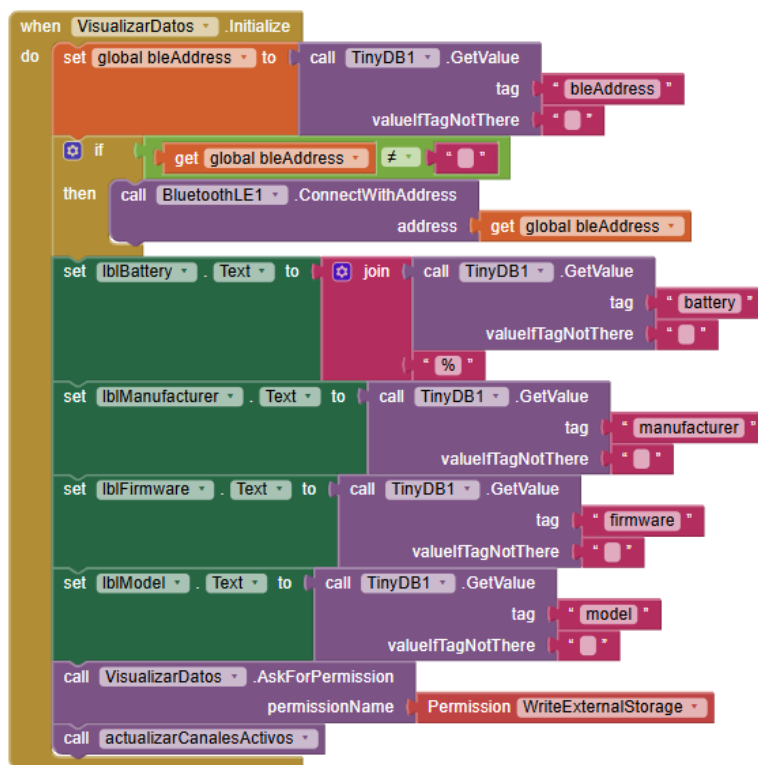 when VisualizarDatos .Initialize
do set global bleAddress to call TinyDB1 .GetValue
tag " bleAddress "
valueIfTagNotThere " "
if get global bleAddress ≠ " "
then call BluetoothLE1 .ConnectWithAddress
address get global bleAddress
set lblBattery . Text to join call TinyDB1 .GetValue
tag " battery "
valueIfTagNotThere " "
" % "
set lblManufacturer . Text to call TinyDB1 .GetValue
tag " manufacturer "
valueIfTagNotThere " "
set lblFirmware . Text to call TinyDB1 .GetValue
tag " firmware "
valueIfTagNotThere " "
set lblModel . Text to call TinyDB1 .GetValue
tag " model "
valueIfTagNotThere " "
call VisualizarDatos .AskForPermission
permissionName Permission WriteExternalStorage
call actualizarCanalesActivos